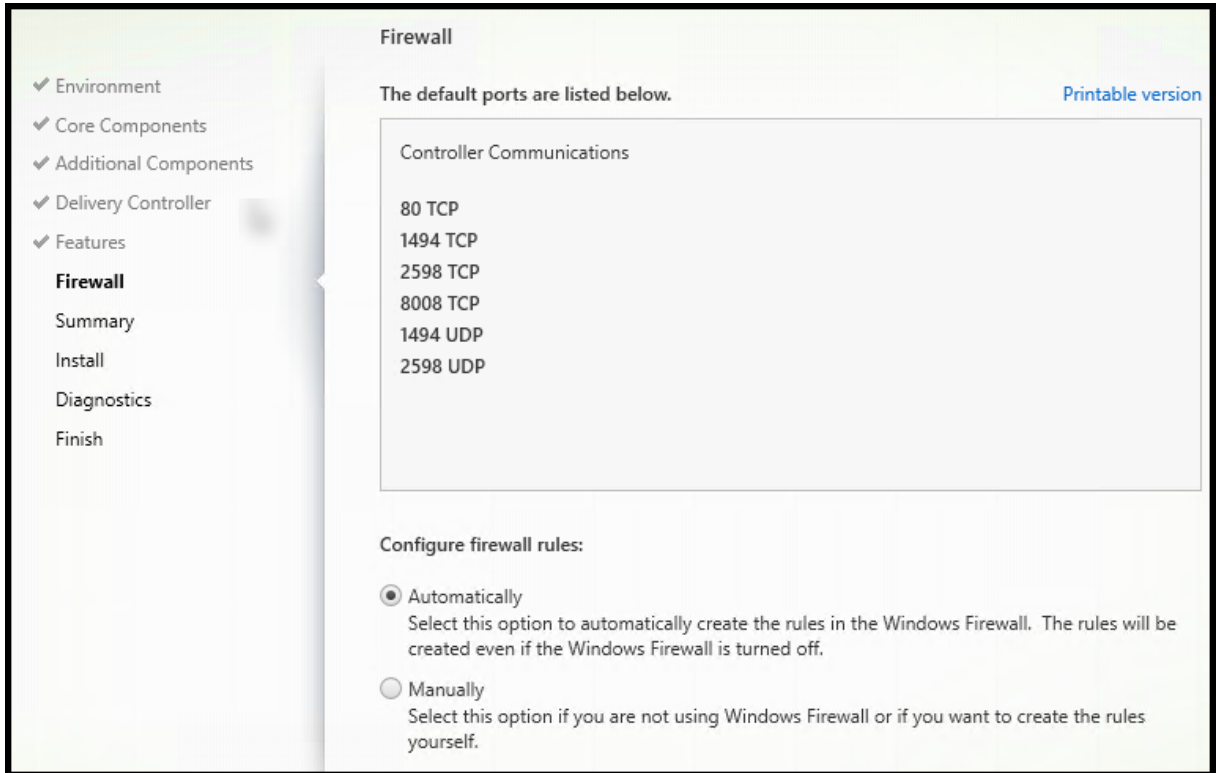 Firewall
Environment
Core Components
Additional Components
Delivery Controller
Features
Firewall
Summary
Install
Diagnostics
Finish
The default ports are listed below.
Printable version
Controller Communications
80 TCP
1494 TCP
2598 TCP
8008 TCP
1494 UDP
2598 UDP
Configure firewall rules:
Automatically
Select this option to automatically create the rules in the Windows Firewall.  The rules will be
created even if the Windows Firewall is turned off.
Manually
Select this option if you are not using Windows Firewall or if you want to create the rules
yourself.